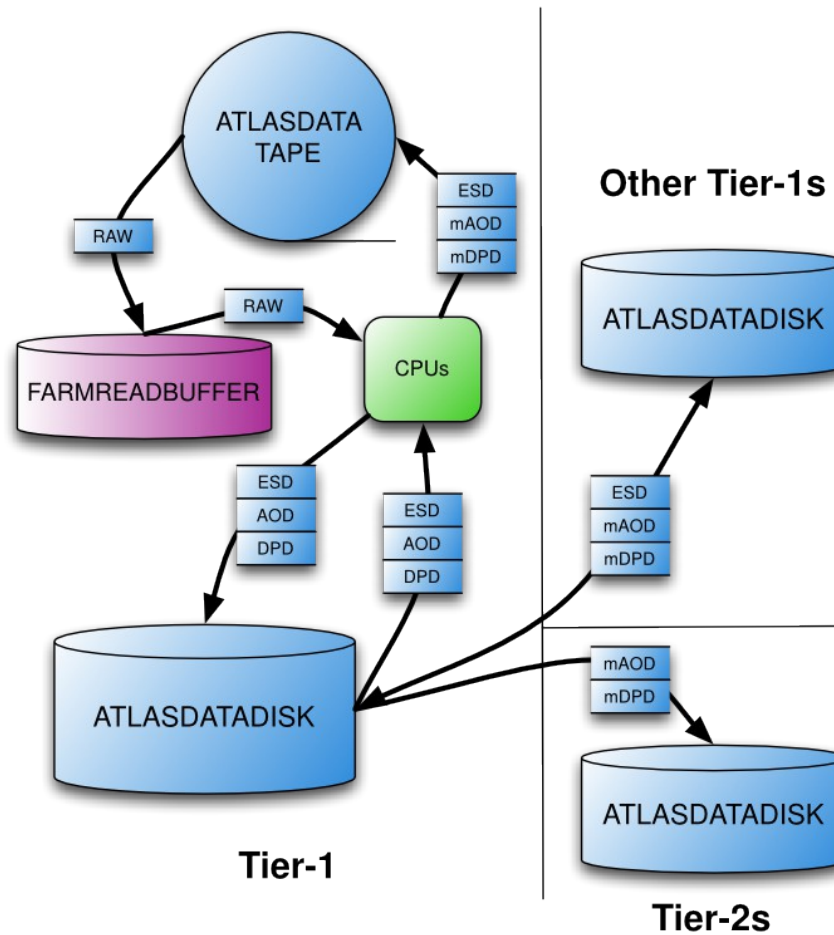 ATLASDATA
TAPE
ESD
mAOD
mDPD
Other Tier-1s
RAW
RAW
ATLASDATADISK
FARMREADBUFFER
CPUs
ESD
AOD
DPD
ESD
AOD
DPD
ESD
mAOD
mDPD
ATLASDATADISK
mAOD
mDPD
ATLASDATADISK
Tier-1
Tier-2s